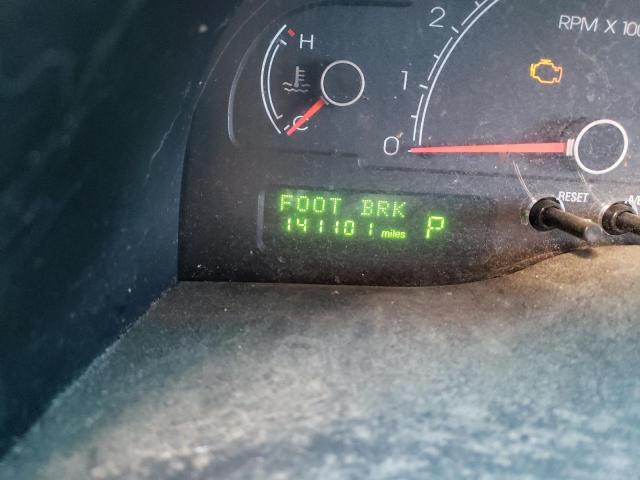 2
RPM X 100
H
1
C
0
FOOT BRK
RESET
141101 miles P